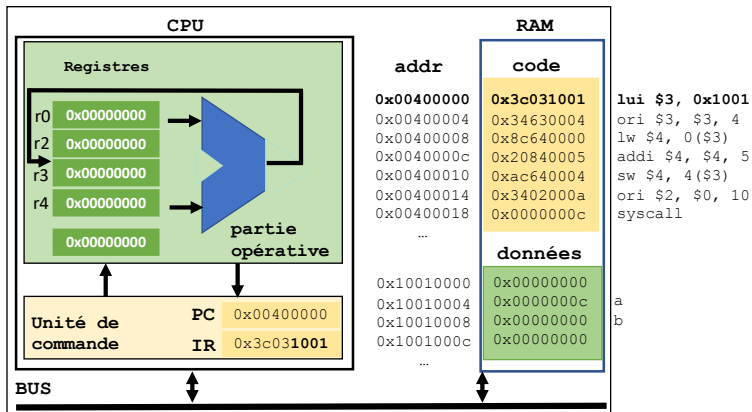 CPU
RAM
Registres
addr
code
r0 0x00000000
r2 0x00000000
r3 0x00000000
r4 0x00000000
0x00000000
partie
opérative
0x00400000 0x3c031001 lui $3, 0x1001
0x00400004 0x34630004 ori $3, $3, 4
0x00400008 0x8c640000 lw $4, 0($3)
0x0040000c 0x20840005 addi $4, $4, 5
0x00400010 0xac640004 sw $4, 4($3)
0x00400014 0x3402000a ori $2, $0, 10
0x00400018 0x0000000c syscall
…
données
0x10010000 0x00000000
0x10010004 0x0000000c a
0x10010008 0x00000000 b
0x1001000c 0x00000000
…
Unité de
commande
PC 0x00400000
IR 0x3c031001
BUS